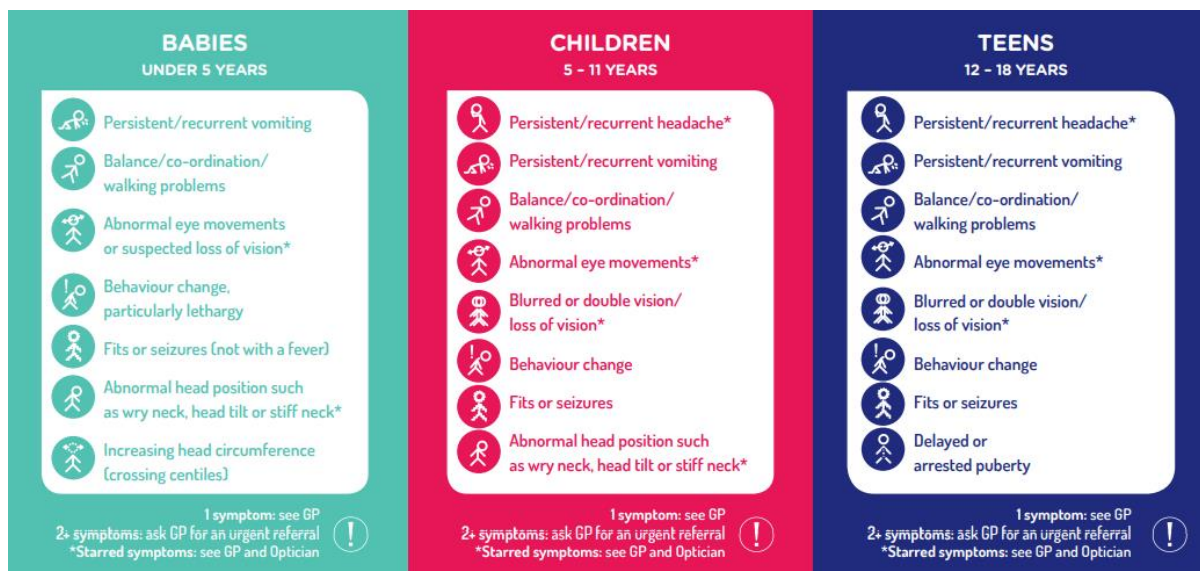 BABIES
UNDER 5 YEARS
Persistent/recurrent vomiting
Balance/co-ordination/
walking problems
Abnormal eye movements
or suspected loss of vision*
Behaviour change,
particularly lethargy
Fits or seizures (not with a fever)
Abnormal head position such
as wry neck, head tilt or stiff neck*
Increasing head circumference
(crossing centiles)
1 symptom: see GP
2+ symptoms: ask GP for an urgent referral
*Starred symptoms: see GP and Optician
!
CHILDREN
5 – 11 YEARS
Persistent/recurrent headache*
Persistent/recurrent vomiting
Balance/co-ordination/
walking problems
Abnormal eye movements*
Blurred or double vision/
loss of vision*
Behaviour change
Fits or seizures
Abnormal head position such
as wry neck, head tilt or stiff neck*
1 symptom: see GP
2+ symptoms: ask GP for an urgent referral
*Starred symptoms: see GP and Optician
!
TEENS
12 – 18 YEARS
Persistent/recurrent headache*
Persistent/recurrent vomiting
Balance/co-ordination/
walking problems
Abnormal eye movements*
Blurred or double vision/
loss of vision*
Behaviour change
Fits or seizures
Delayed or
arrested puberty
1 symptom: see GP
2+ symptoms: ask GP for an urgent referral
*Starred symptoms: see GP and Optician
!